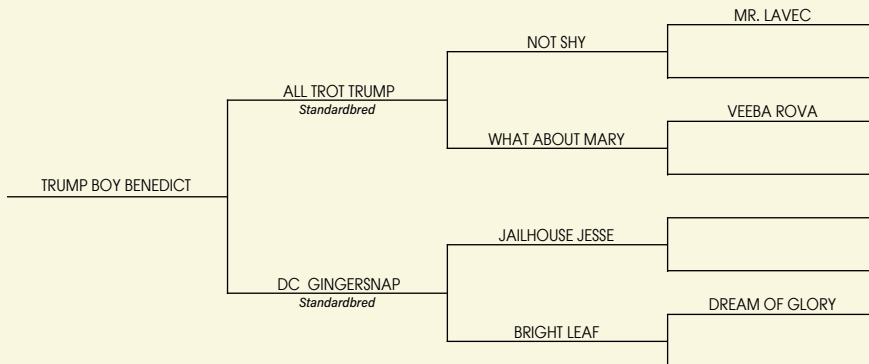 MR. LAVEC
NOT SHY
ALL TROT TRUMP
Standardbred
VEEBA ROVA
WHAT ABOUT MARY
TRUMP BOY BENEDICT
JAILHOUSE JESSE
DC GINGERSNAP
Standardbred
DREAM OF GLORY
BRIGHT LEAF